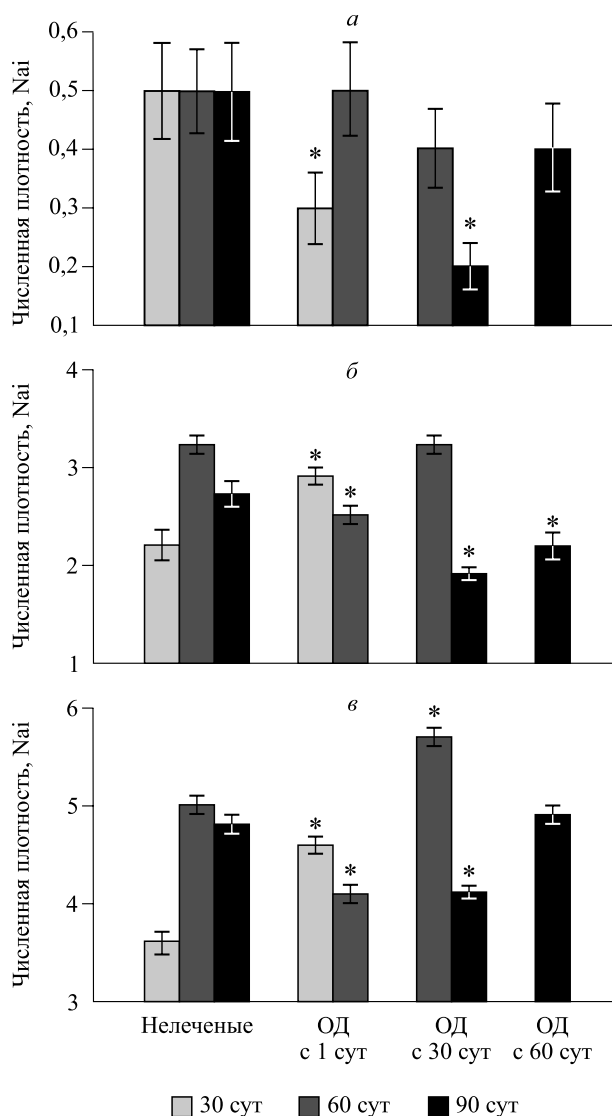 а
Численная плотность, Nai
0,6
0,5
0,4
0,3
0,2
0,1
*
*
б
Численная плотность, Nai
4
3
2
1
*
*
*
*
в
Численная плотность, Nai
6
5
4
3
*
*
*
*
Нелеченые
ОД
с 1 сут
ОД
с 30 сут
ОД
с 60 сут
30 сут
60 сут
90 сут